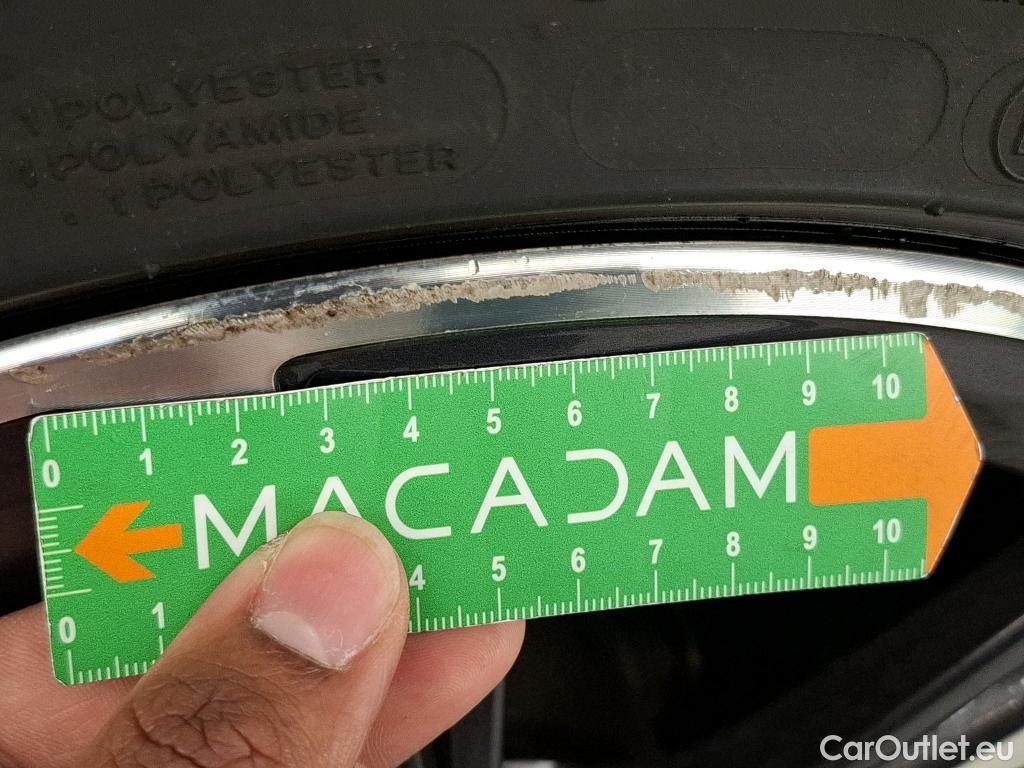 1 POLYESTER
1 POLYAMIDE
1 POLYESTER
0 1 2 3 4 5 6 7 8 9 10
MACADAM
0 1 4 5 6 7 8 9 10
CarOutlet.eu